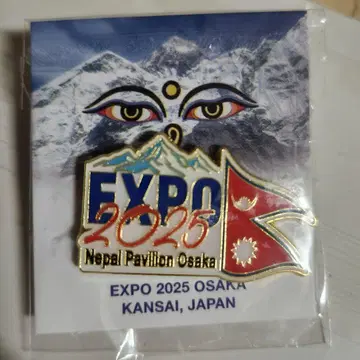 EXPO
2025
Nepal Pavilion Osaka
EXPO 2025 OSAKA
KANSAI, JAPAN